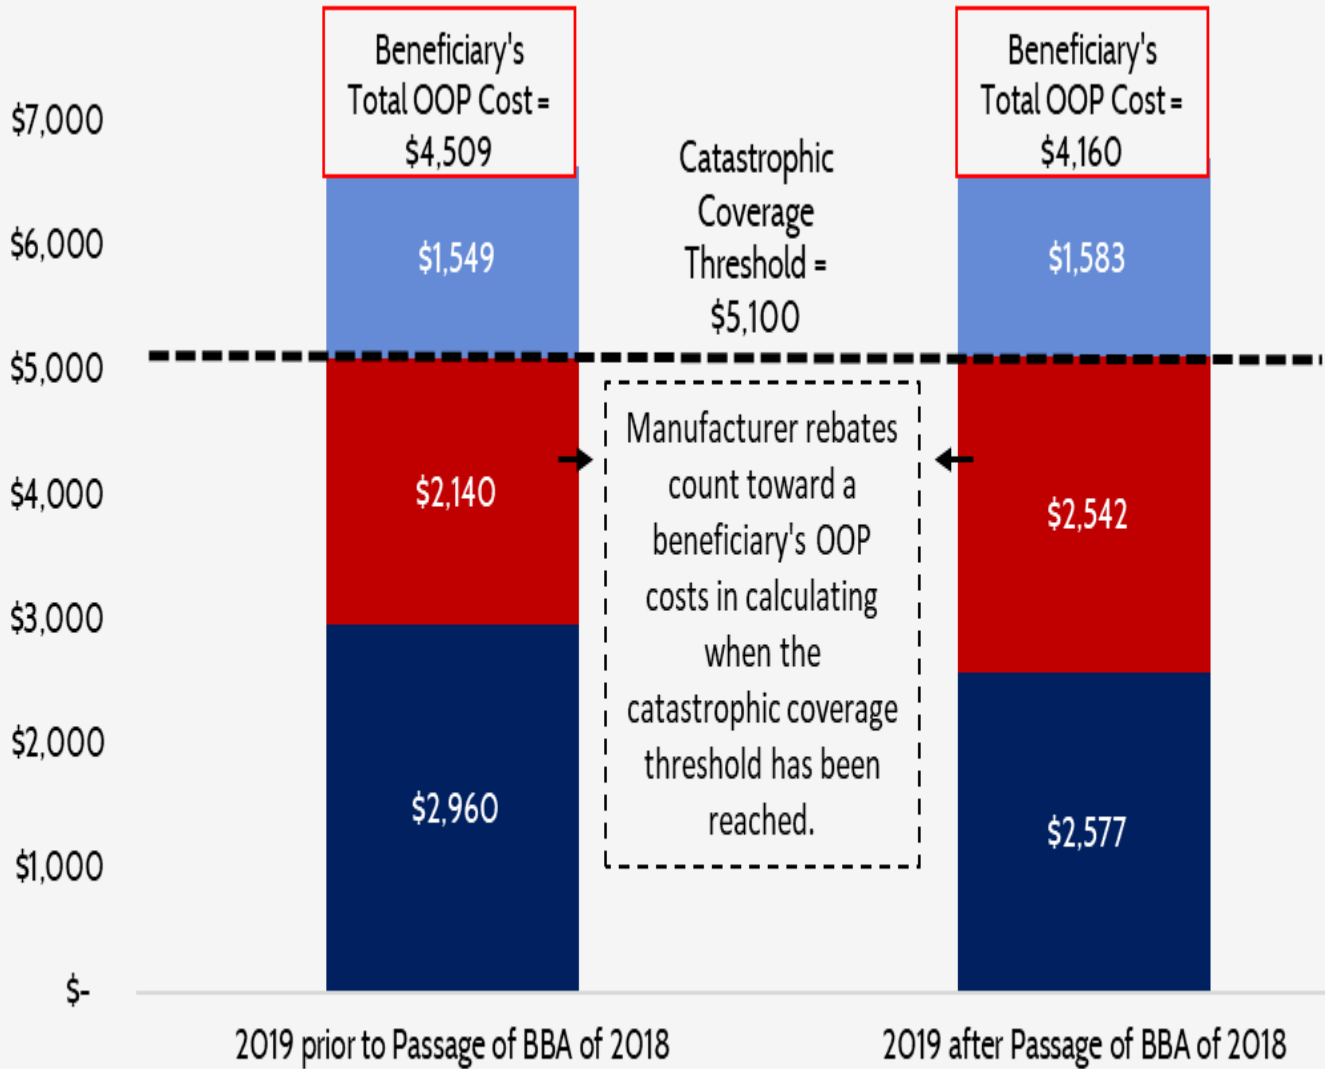 Beneficiary's
Total OOP Cost =
$4,509
Beneficiary's
Total OOP Cost =
$4,160
$7,000
$6,000
$5,000
$4,000
$3,000
$2,000
$1,000
$-
Catastrophic
Coverage
Threshold =
$5,100
$1,549
$2,140
$2,960
Manufacturer rebates
count toward a
beneficiary's OOP
costs in calculating
when the
catastrophic coverage
threshold has been
reached.
$1,583
$2,542
$2,577
2019 prior to Passage of BBA of 2018
2019 after Passage of BBA of 2018